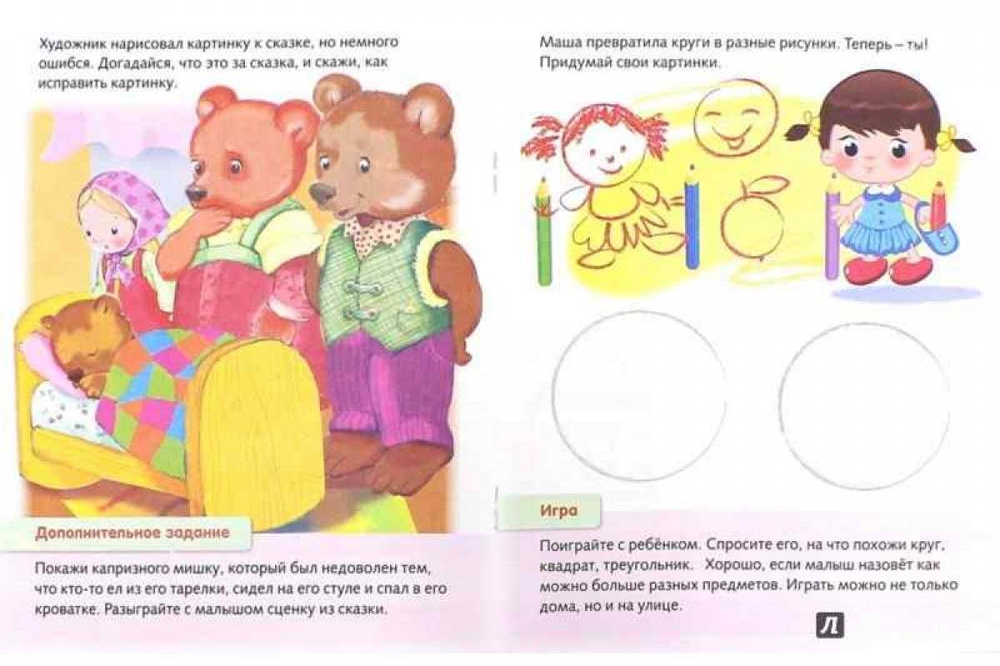 Художник нарисовал картинку к сказке, но немного
ошибся. Догадайся, что это за сказка, и скажи, как
исправить картинку.
Дополнительное задание
Покажи капризного мишку, который был недоволен тем,
что кто-то ел из его тарелки, сидел на его стуле и спал в его
кроватке. Разыграйте с малышом сценку из сказки.
Маша превратила круги в разные рисунки. Теперь – ты!
Придумай свои картинки.
Игра
Поиграйте с ребёнком. Спросите его, на что похожи круг,
квадрат, треугольник. Хорошо, если малыш назовёт как
можно больше разных предметов. Играть можно не только
дома, но и на улице.
Л